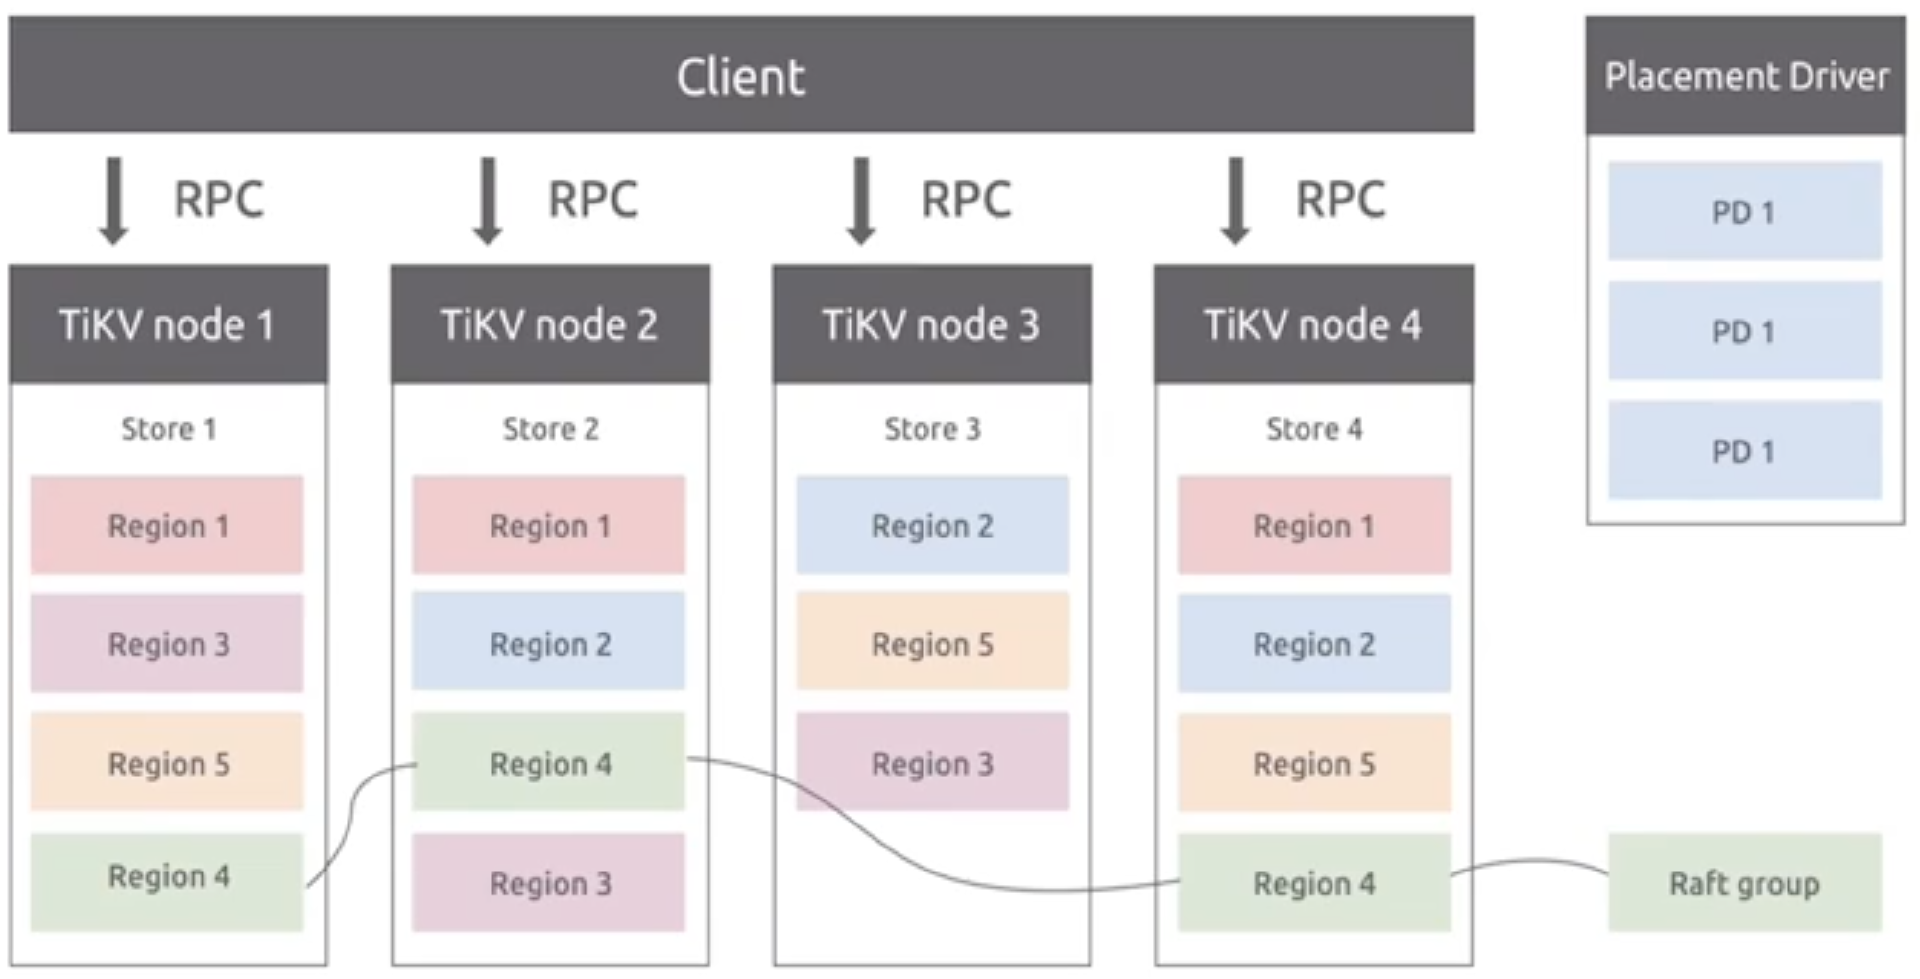 Client
Placement Driver
RPC
RPC
RPC
RPC
PD 1
PD 1
PD 1
TiKV node 1
Store 1
Region 1
Region 3
Region 5
Region 4
TiKV node 2
Store 2
Region 1
Region 2
Region 4
Region 3
TiKV node 3
Store 3
Region 2
Region 5
Region 3
TiKV node 4
Store 4
Region 1
Region 2
Region 5
Region 4
Raft group